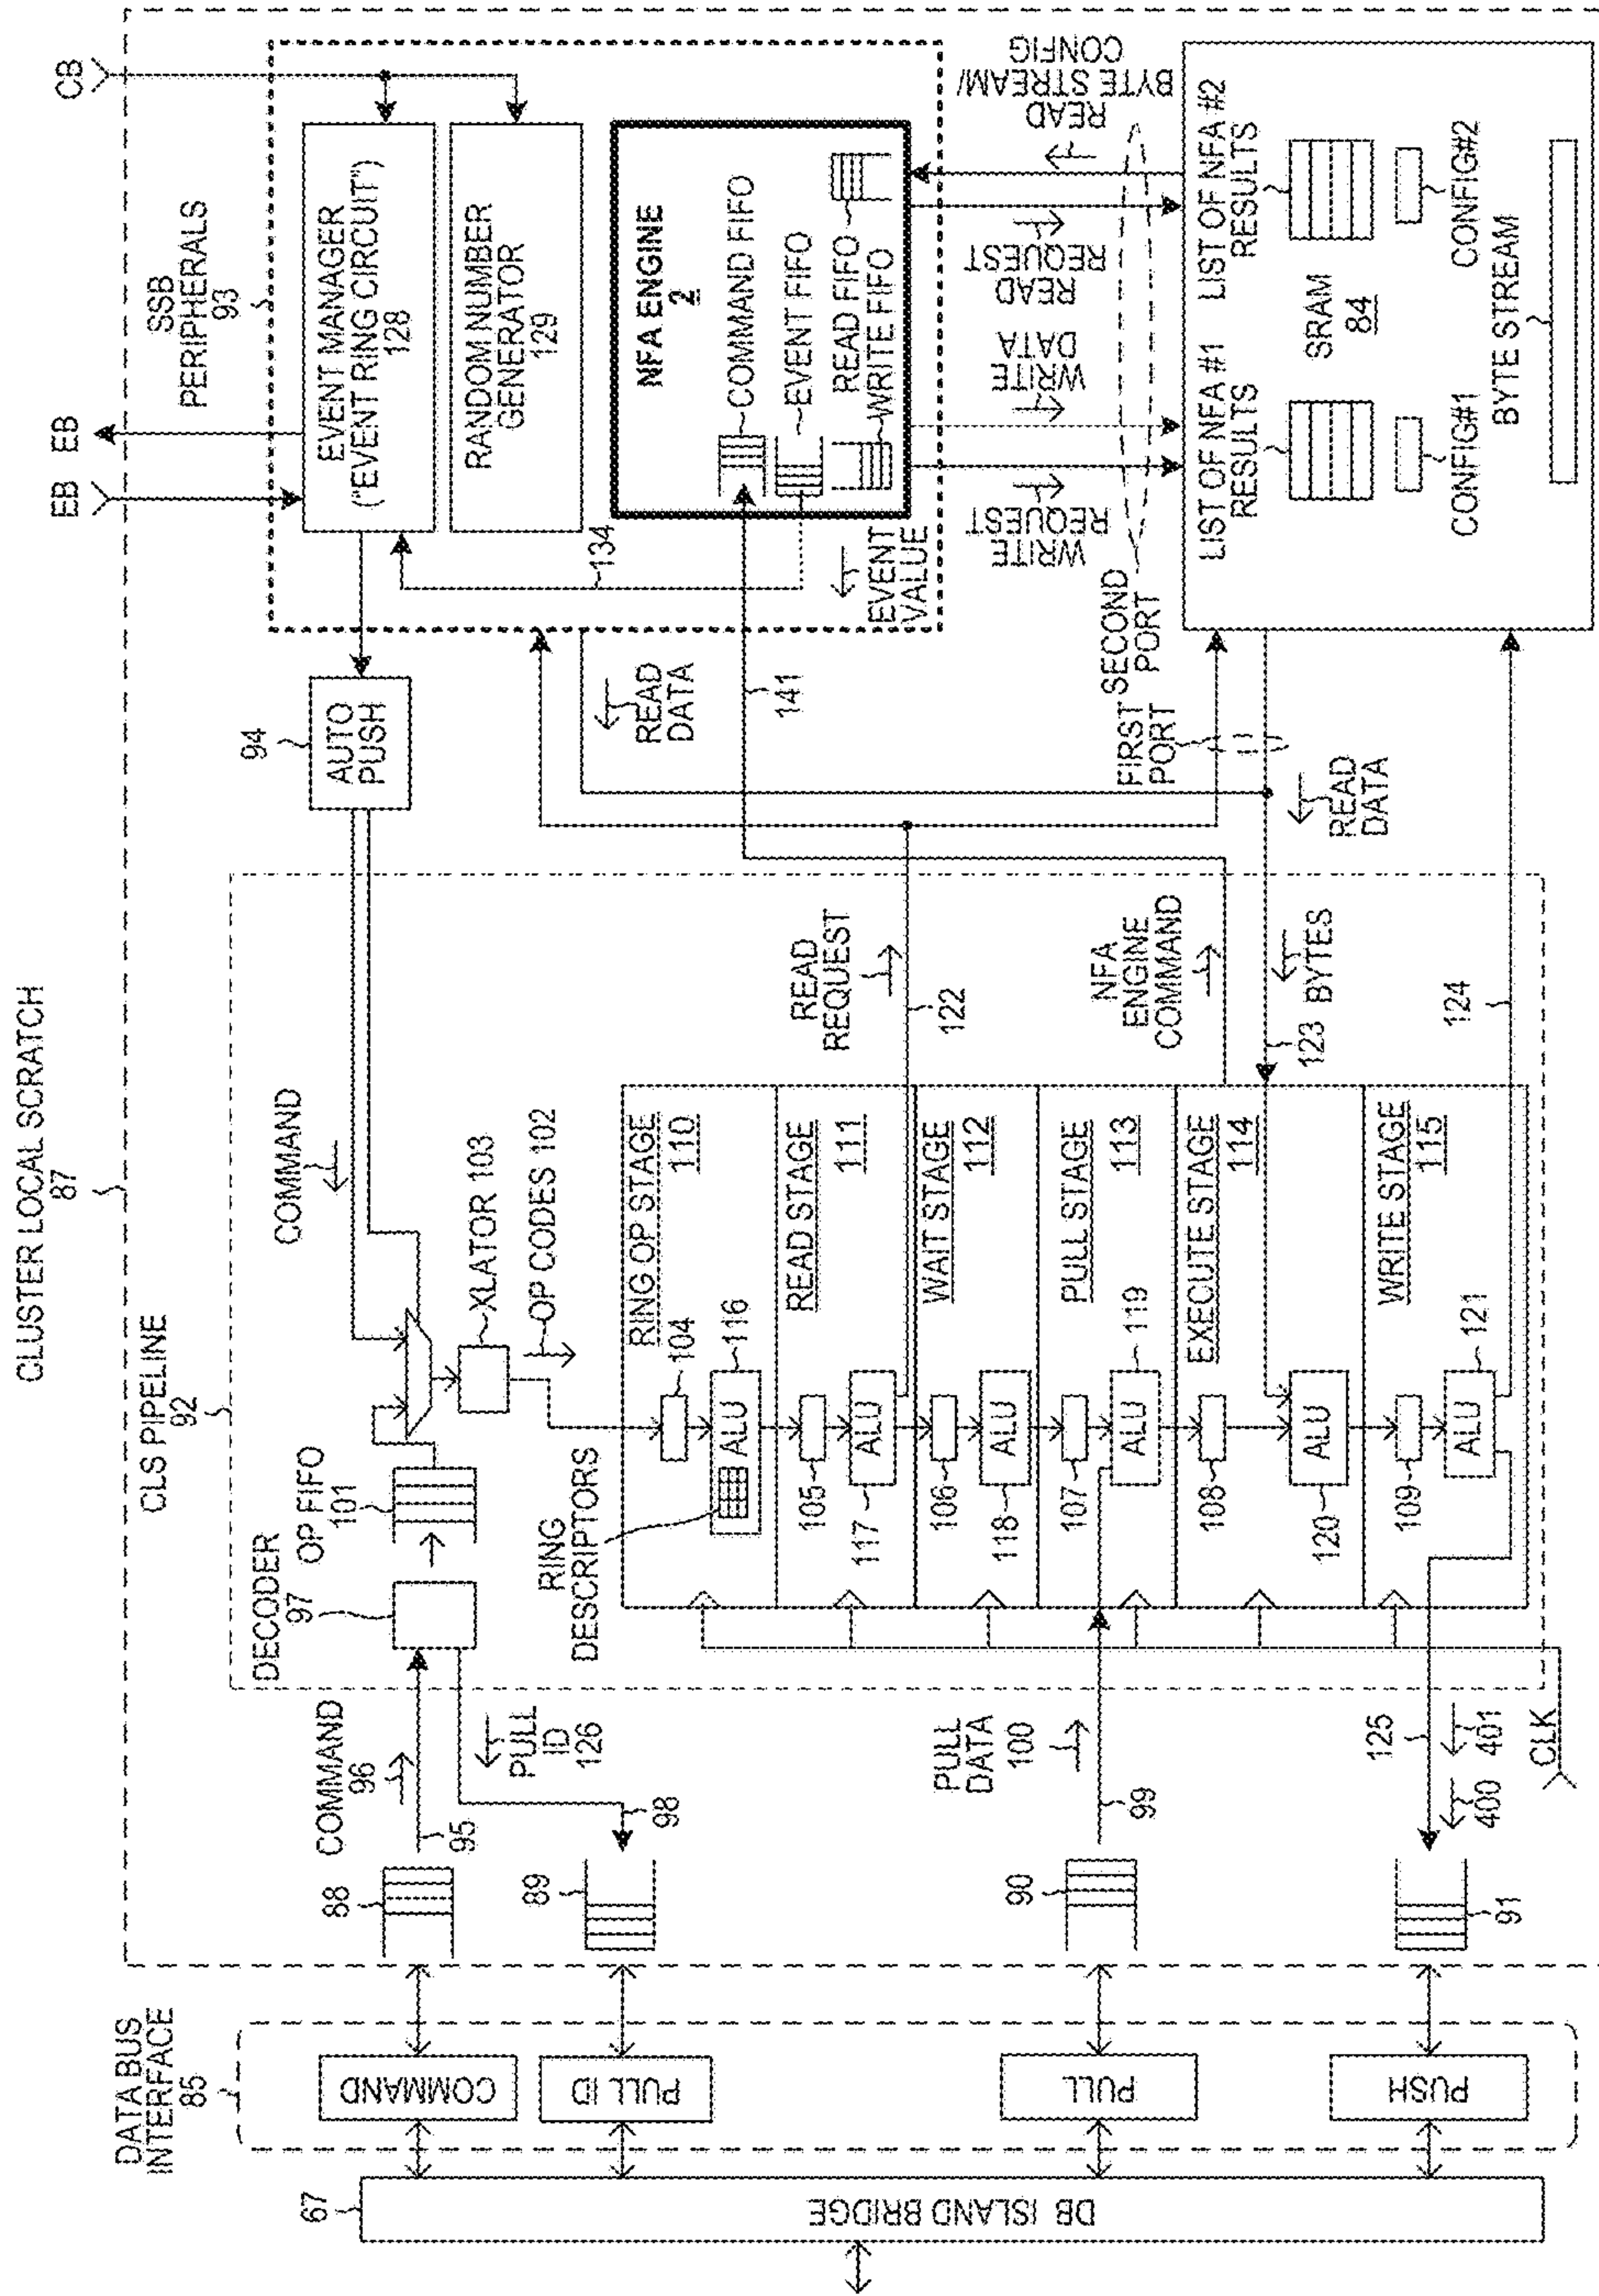 CLUSTER LOCAL SCRATCH
87
DATA BUS
INTERFACE
85
67
DB ISLAND BRIDGE
COMMAND
PULL ID
PULL
PUSH
88
89
90
91
COMMAND
96
95
PULL
ID
126
98
PULL
DATA
100
99
125
400
401
CLK
CLS PIPELINE
92
DECODER
97
OP FIFO
101
COMMAND
XLATOR 103
OP CODES 102
RING
DESCRIPTORS
RING OP STAGE
110
104
ALU
116
READ STAGE
111
105
ALU
117
WAIT STAGE
112
106
ALU
118
PULL STAGE
113
107
ALU
119
EXECUTE STAGE
114
108
ALU
120
WRITE STAGE
115
109
ALU
121
READ
REQUEST
122
NFA
ENGINE
COMMAND
123
BYTES
124
94
AUTO
PUSH
READ
DATA
141
FIRST
PORT
SECOND
PORT
READ
DATA
SSB
PERIPHERALS
93
EB
EB
CB
EVENT MANAGER
("EVENT RING CIRCUIT")
128
RANDOM NUMBER
GENERATOR
129
134
NFA ENGINE
2
COMMAND FIFO
EVENT FIFO
READ FIFO
WRITE FIFO
EVENT
VALUE
WRITE
REQUEST
WRITE
DATA
READ
REQUEST
READ
BYTE STREAM/
CONFIG
LIST OF NFA #1
RESULTS
LIST OF NFA #2
RESULTS
SRAM
84
CONFIG#1
CONFIG#2
BYTE STREAM